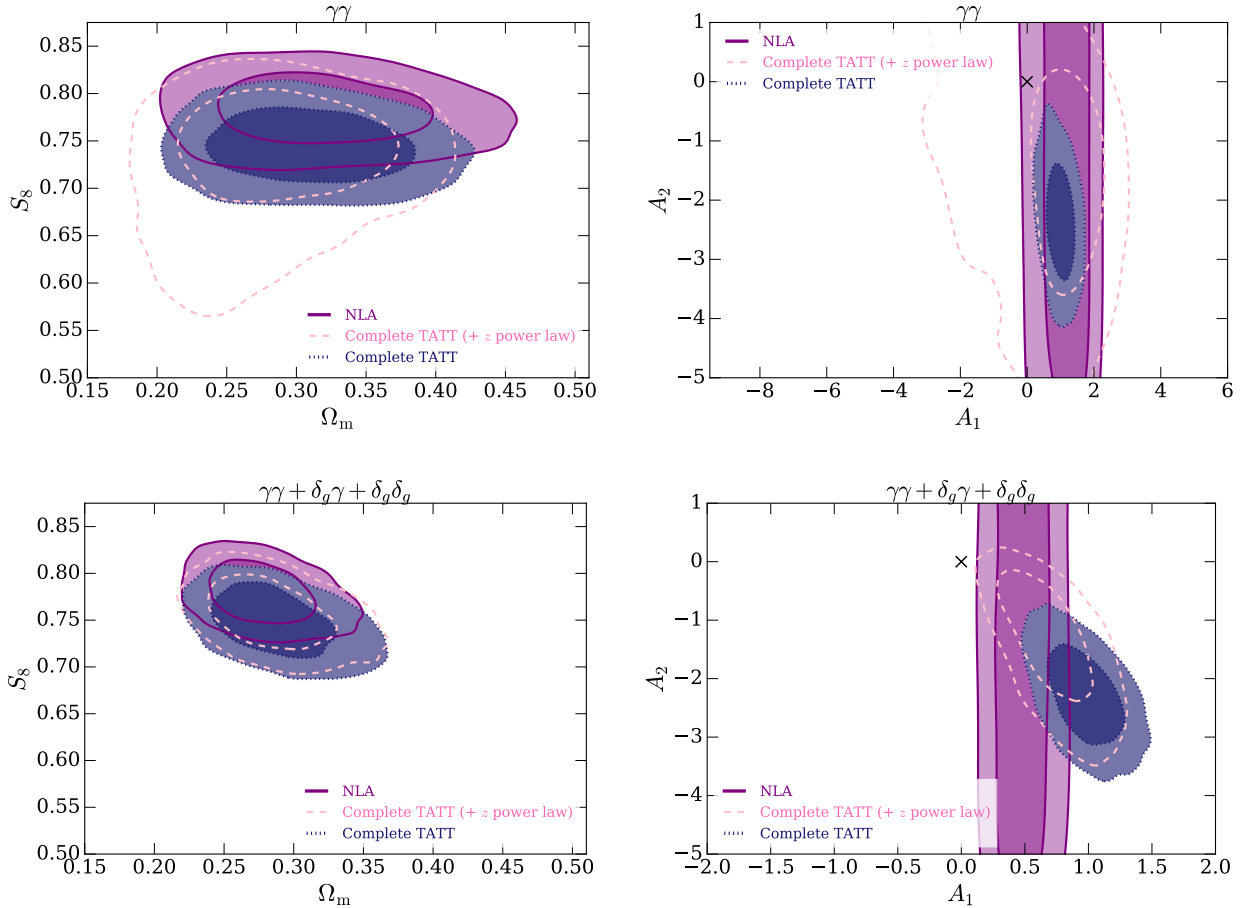 γγ
0.85
0.80
0.75
0.70
0.65
0.60
0.55
0.50
S₈
NLA
Complete TATT (+ z power law)
Complete TATT
0.15 0.20 0.25 0.30 0.35 0.40 0.45 0.50
Ωₘ
γγ
1
0
−1
−2
−3
−4
−5
A₂
NLA
Complete TATT (+ z power law)
Complete TATT
−8 −6 −4 −2 0 2 4 6
A₁
γγ + δ_gγ + δ_gδ_g
0.85
0.80
0.75
0.70
0.65
0.60
0.55
0.50
S₈
NLA
Complete TATT (+ z power law)
Complete TATT
0.15 0.20 0.25 0.30 0.35 0.40 0.45 0.50
Ωₘ
γγ + δ_gγ + δ_gδ_g
1
0
−1
−2
−3
−4
−5
A₂
NLA
Complete TATT (+ z power law)
Complete TATT
−2.0 −1.5 −1.0 −0.5 0.0 0.5 1.0 1.5 2.0
A₁